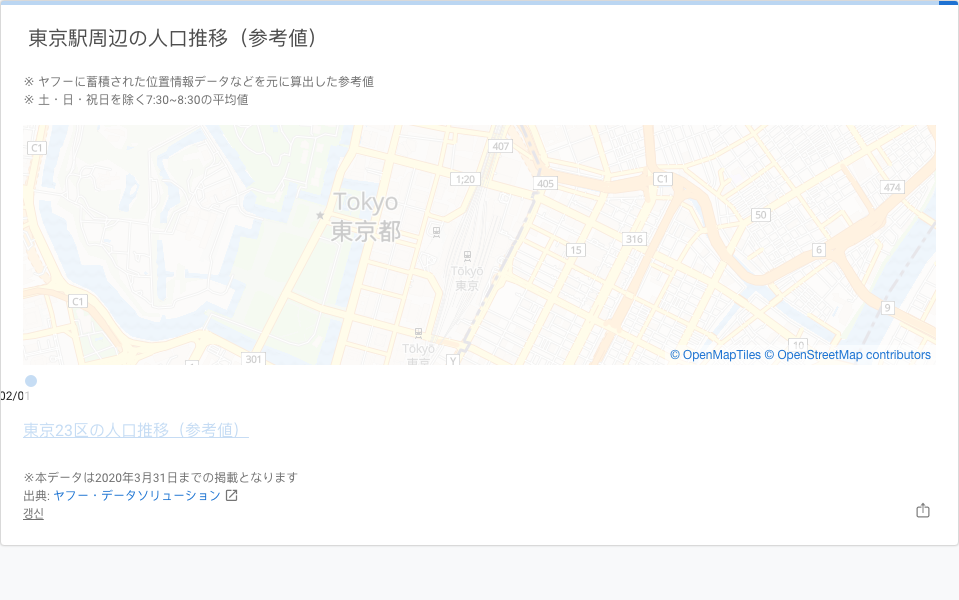 東京駅周辺の人口推移（参考値）
※ ヤフーに蓄積された位置情報データなどを元に算出した参考値
※ 土・日・祝日を除く7:30~8:30の平均値
C1
407
1;20
405
C1
474
Tokyo
東京都
50
316
15
6
Tōkyō
東京
C1
9
10
301
Tōkyō
東京
Y
© OpenMapTiles © OpenStreetMap contributors
02/01
東京23区の人口推移（参考値）
※本データは2020年3月31日までの掲載となります
出典: ヤフー・データソリューション
갱신